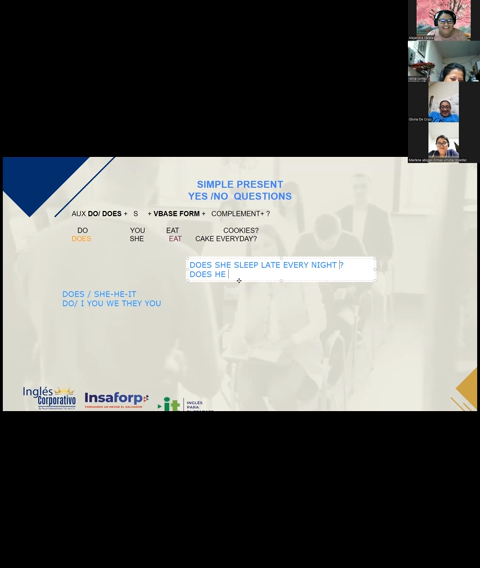 SIMPLE PRESENT
YES /NO QUESTIONS
AUX DO/ DOES + S + VBASE FORM + COMPLEMENT+ ?
DO YOU EAT COOKIES?
DOES SHE EAT CAKE EVERYDAY?
DOES SHE SLEEP LATE EVERY NIGHT ?
DOES HE
DOES / SHE-HE-IT
DO/ I YOU WE THEY YOU
Inglés
Corporativo
Insaforp
it
INGLÉS
PARA